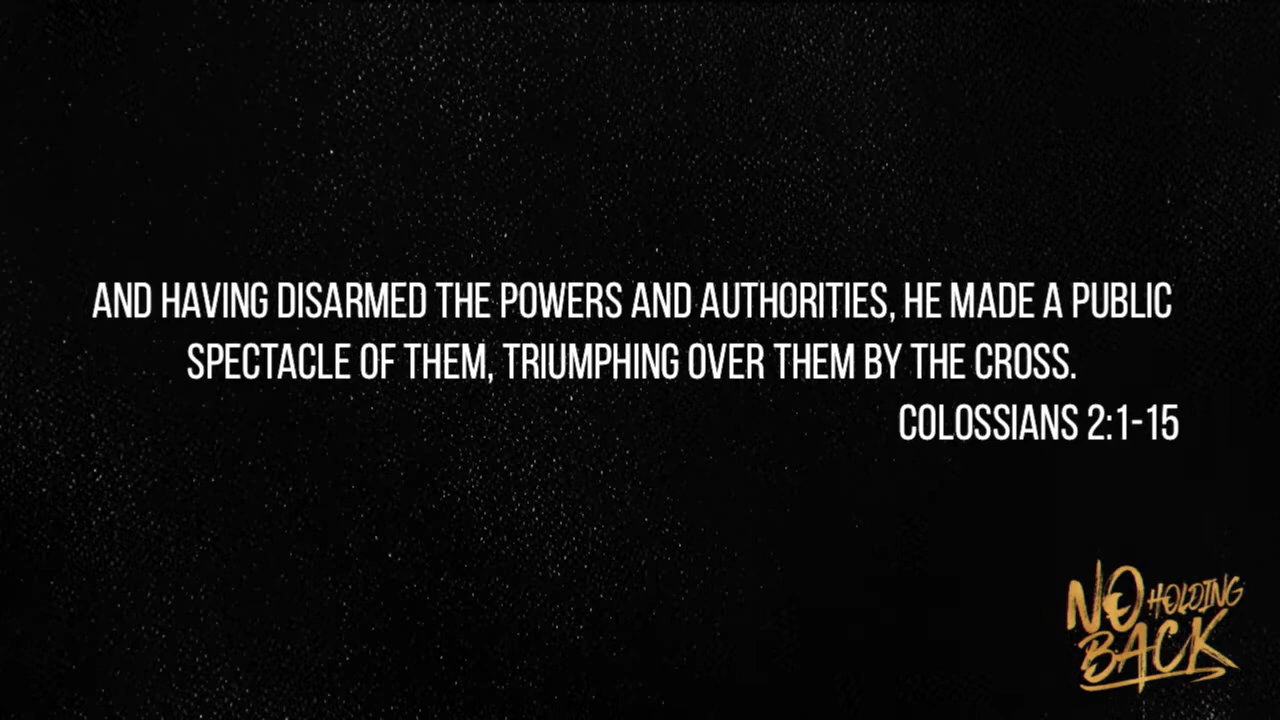 AND HAVING DISARMED THE POWERS AND AUTHORITIES, HE MADE A PUBLIC
SPECTACLE OF THEM, TRIUMPHING OVER THEM BY THE CROSS.
COLOSSIANS 2:1-15
NO HOLDING
BACK